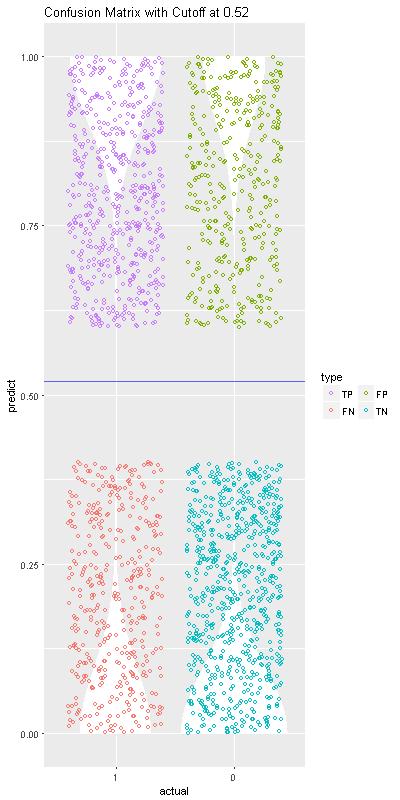 Confusion Matrix with Cutoff at 0.52
1.00
0.75
0.50
0.25
0.00
predict
1 0
actual
type
TP FP
FN TN